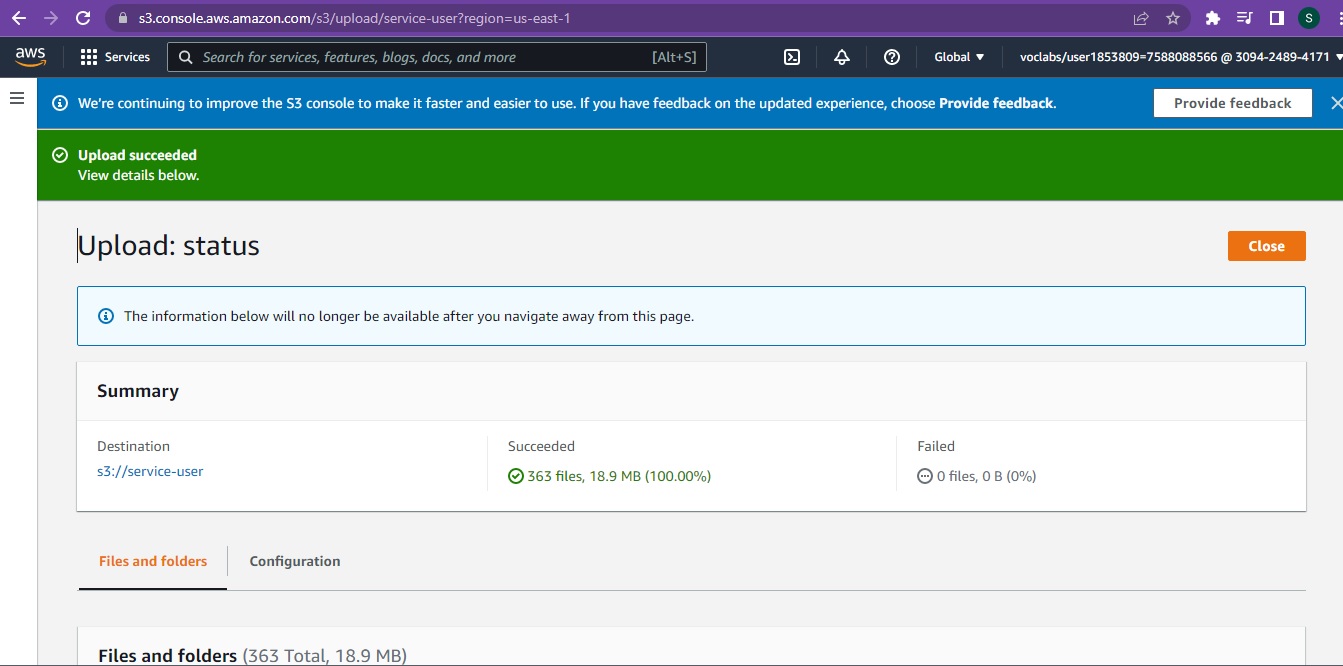 s3.console.aws.amazon.com/s3/upload/service-user?region=us-east-1
S
aws
Services
Search for services, features, blogs, docs, and more [Alt+S]
Global
voclabs/user1853809=7588088566 @ 3094-2489-4171
We're continuing to improve the S3 console to make it faster and easier to use. If you have feedback on the updated experience, choose Provide feedback.
Provide feedback
Upload succeeded
View details below.
Upload: status
Close
The information below will no longer be available after you navigate away from this page.
Summary
Destination
s3://service-user
Succeeded
363 files, 18.9 MB (100.00%)
Failed
0 files, 0 B (0%)
Files and folders
Configuration
Files and folders (363 Total, 18.9 MB)